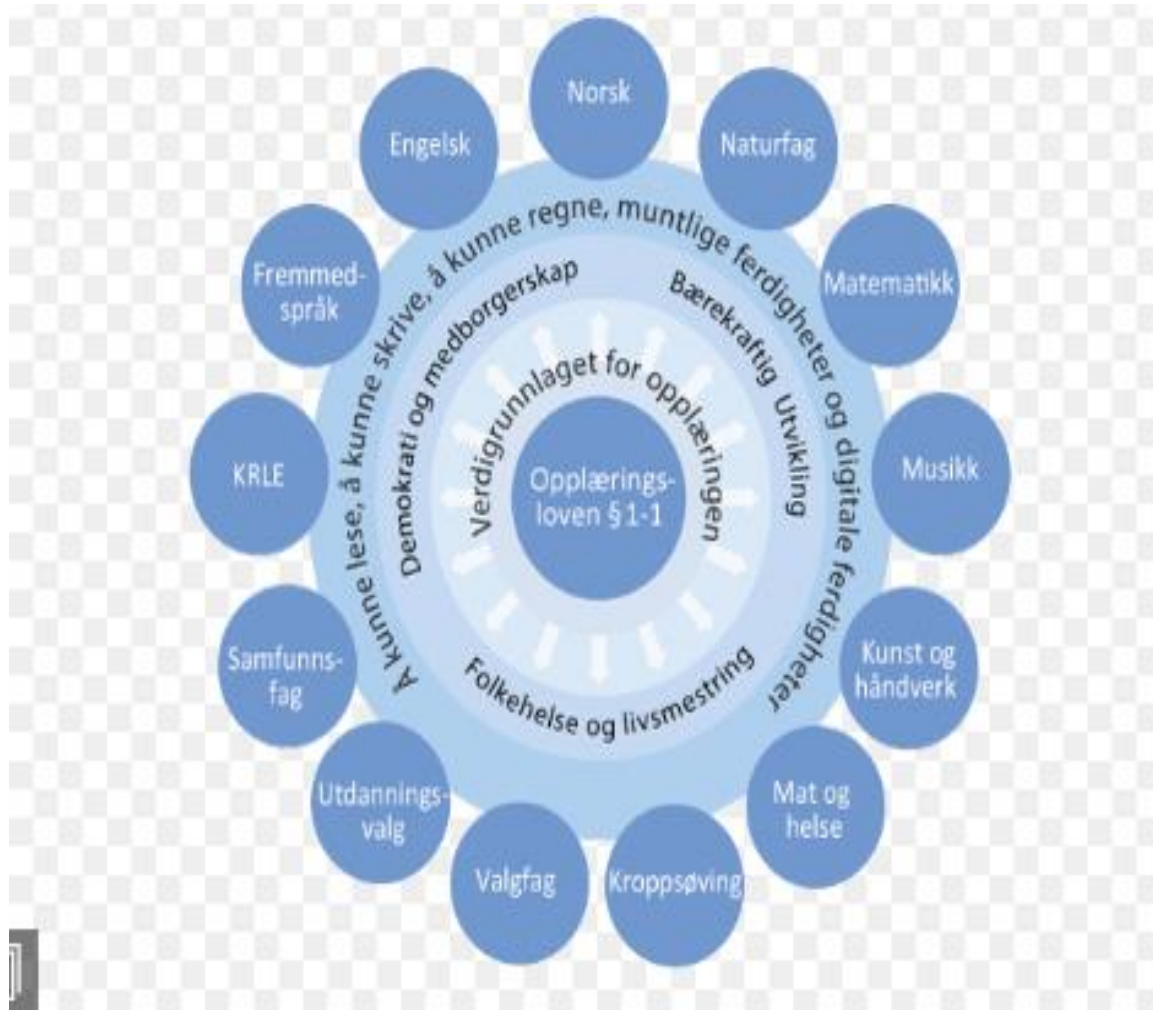 Norsk
Naturfag
Matematikk
Musikk
Kunst og
håndverk
Mat og
helse
Kroppsøving
Valgfag
Utdannings-
valg
Samfunns-
fag
KRLE
Fremmed-
språk
Engelsk
Å kunne lese, å kunne skrive, å kunne regne, muntlige ferdigheter og digitale ferdigheter
Demokrati og medborgerskap
Bærekraftig Utvikling
Folkehelse og livsmestring
Verdigrunnlaget for opplæringen
Opplærings-
loven § 1-1